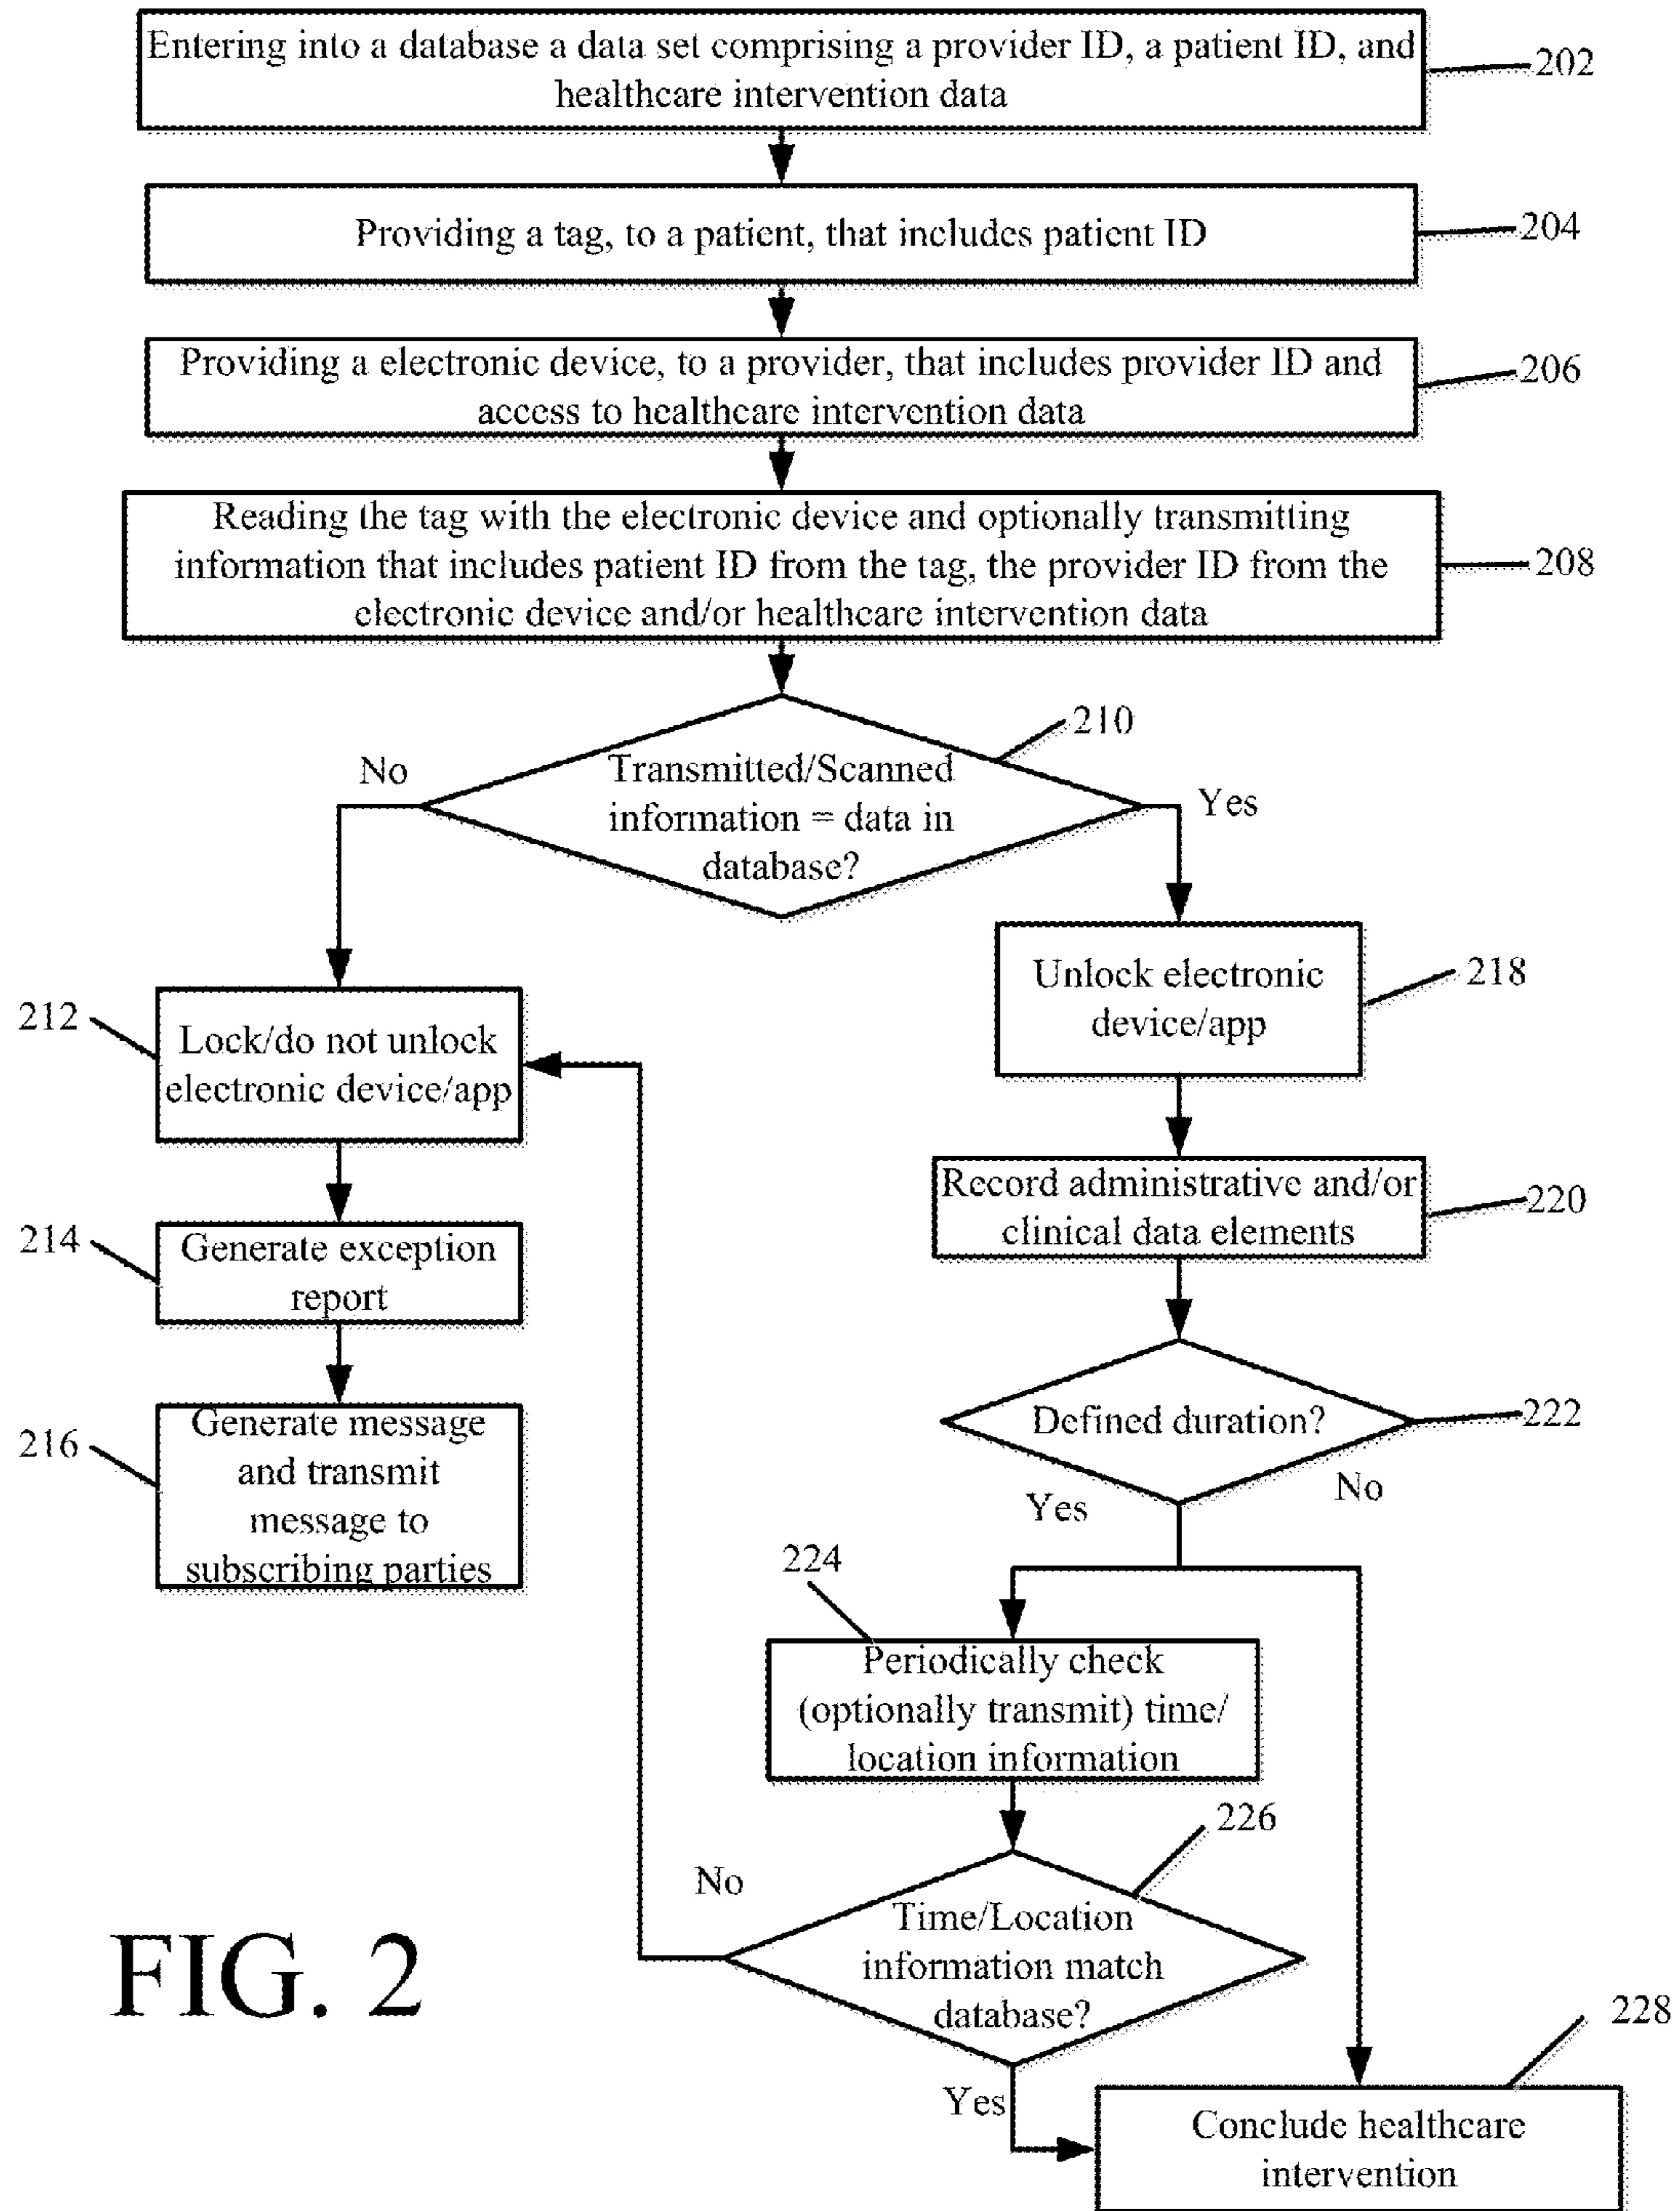 Entering into a database a data set comprising a provider ID, a patient ID, and
healthcare intervention data
202
Providing a tag, to a patient, that includes patient ID
204
Providing a electronic device, to a provider, that includes provider ID and
access to healthcare intervention data
206
Reading the tag with the electronic device and optionally transmitting
information that includes patient ID from the tag, the provider ID from the
electronic device and/or healthcare intervention data
208
210
No
Transmitted/Scanned
information = data in
database?
Yes
212
Lock/do not unlock
electronic device/app
214
Generate exception
report
216
Generate message
and transmit
message to
subscribing parties
Unlock electronic
device/app
218
Record administrative and/or
clinical data elements
220
Defined duration?
222
Yes
No
224
Periodically check
(optionally transmit) time/
location information
226
No
Time/Location
information match
database?
Yes
228
Conclude healthcare
intervention
FIG. 2